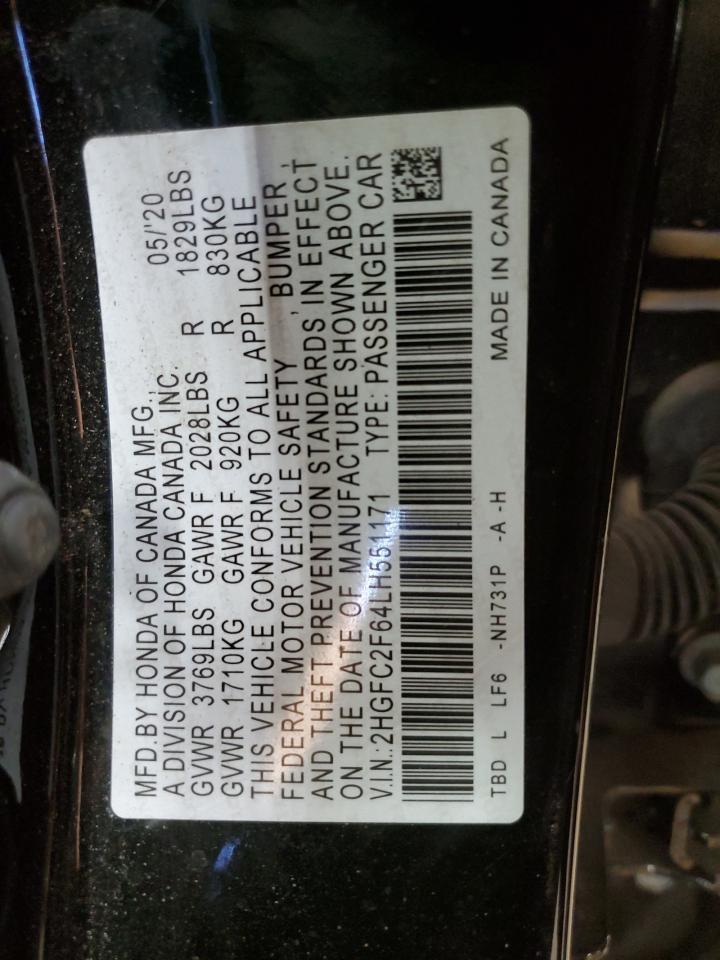 MFD.BY HONDA OF CANADA MFG.,
A DIVISION OF HONDA CANADA INC. 05/'20
GVWR 3769LBS GAWR F 2028LBS R 1829LBS
GVWR 1710KG GAWR F 920KG R 830KG
THIS VEHICLE CONFORMS TO ALL APPLICABLE
FEDERAL MOTOR VEHICLE SAFETY , BUMPER ,
AND THEFT PREVENTION STANDARDS IN EFFECT
ON THE DATE OF MANUFACTURE SHOWN ABOVE.
V.I.N.:2HGFC2F64LH551171 TYPE: PASSENGER CAR
TBD L LF6 -NH731P -A -H MADE IN CANADA